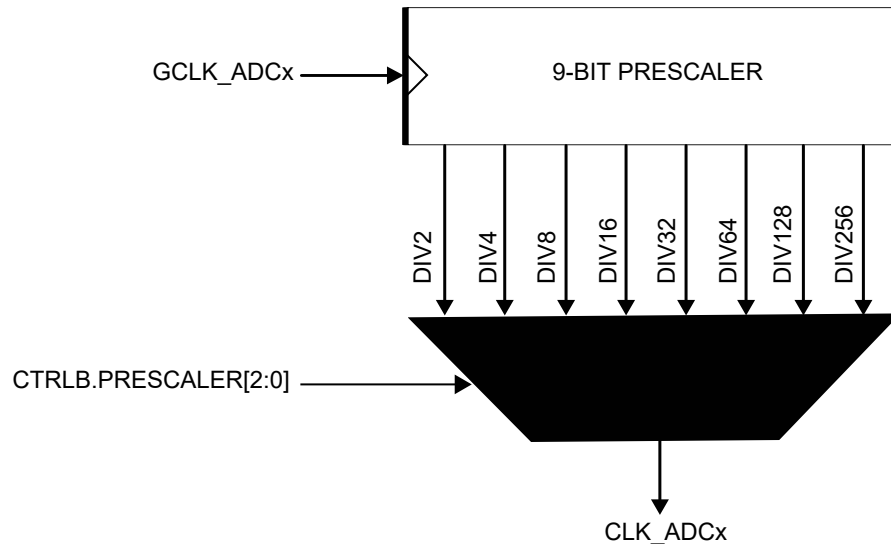 GCLK_ADCx
9-BIT PRESCALER
DIV2
DIV4
DIV8
DIV16
DIV32
DIV64
DIV128
DIV256
CTRLB.PRESCALER[2:0]
CLK_ADCx